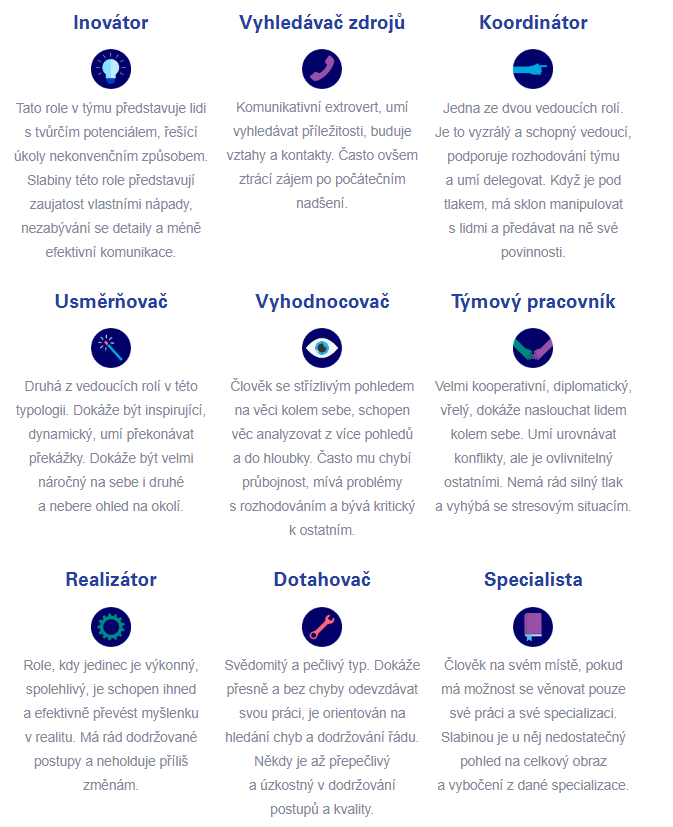 Inovátor
Tato role v týmu představuje lidi
s tvůrčím potenciálem, řešící
úkoly nekonvenčním způsobem.
Slabiny této role představují
zaujatost vlastními nápady,
nezabývání se detaily a méně
efektivní komunikace.
Vyhledávač zdrojů
Komunikativní extrovert, umí
vyhledávat příležitosti, buduje
vztahy a kontakty. Často ovšem
ztrácí zájem po počátečním
nadšení.
Koordinátor
Jedna ze dvou vedoucích rolí.
Je to vyzrálý a schopný vedoucí,
podporuje rozhodování týmu
a umí delegovat. Když je pod
tlakem, má sklon manipulovat
s lidmi a předávat na ně své
povinnosti.
Usměrňovač
Druhá z vedoucích rolí v této
typologii. Dokáže být inspirující,
dynamický, umí překonávat
překážky. Dokáže být velmi
náročný na sebe i druhé
a nebere ohled na okolí.
Vyhodnocovač
Člověk se střízlivým pohledem
na věci kolem sebe, schopen
věc analyzovat z více pohledů
a do hloubky. Často mu chybí
průbojnost, mívá problémy
s rozhodováním a bývá kritický
k ostatním.
Týmový pracovník
Velmi kooperativní, diplomatický,
vřelý, dokáže naslouchat lidem
kolem sebe. Umí urovnávat
konflikty, ale je ovlivnitelný
ostatními. Nemá rád silný tlak
a vyhýbá se stresovým situacím.
Realizátor
Role, kdy jedinec je výkonný,
spolehlivý, je schopen ihned
a efektivně převést myšlenku
v realitu. Má rád dodržované
postupy a neholduje příliš
změnám.
Dotahovač
Svědomitý a pečlivý typ. Dokáže
přesně a bez chyby odevzdávat
svou práci, je orientován na
hledání chyb a dodržování řádu.
Někdy je až přepečlivý
a úzkostný v dodržování
postupů a kvality.
Specialista
Člověk na svém místě, pokud
má možnost se věnovat pouze
své práci a své specializaci.
Slabinou je u něj nedostatečný
pohled na celkový obraz
a vybočení z dané specializace.